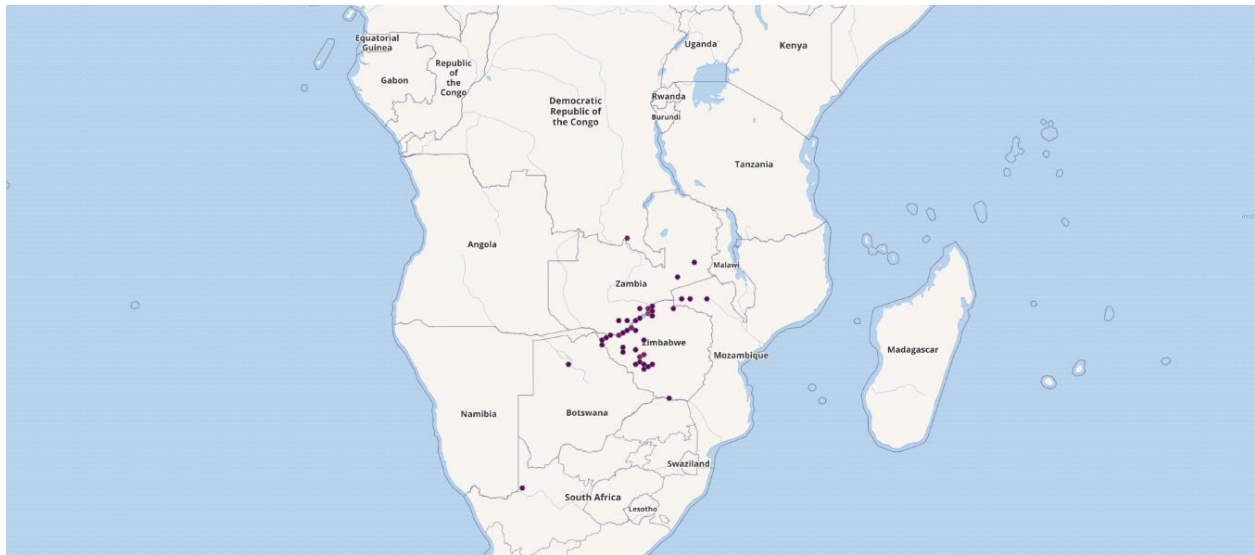 Equatorial
Guinea
Gabon
Republic
of
the
Congo
Democratic
Republic of
the Congo
Uganda
Kenya
Rwanda
Burundi
Tanzania
Angola
Zambia
Malawi
Zimbabwe
Mozambique
Madagascar
Namibia
Botswana
Swaziland
South Africa
Lesotho